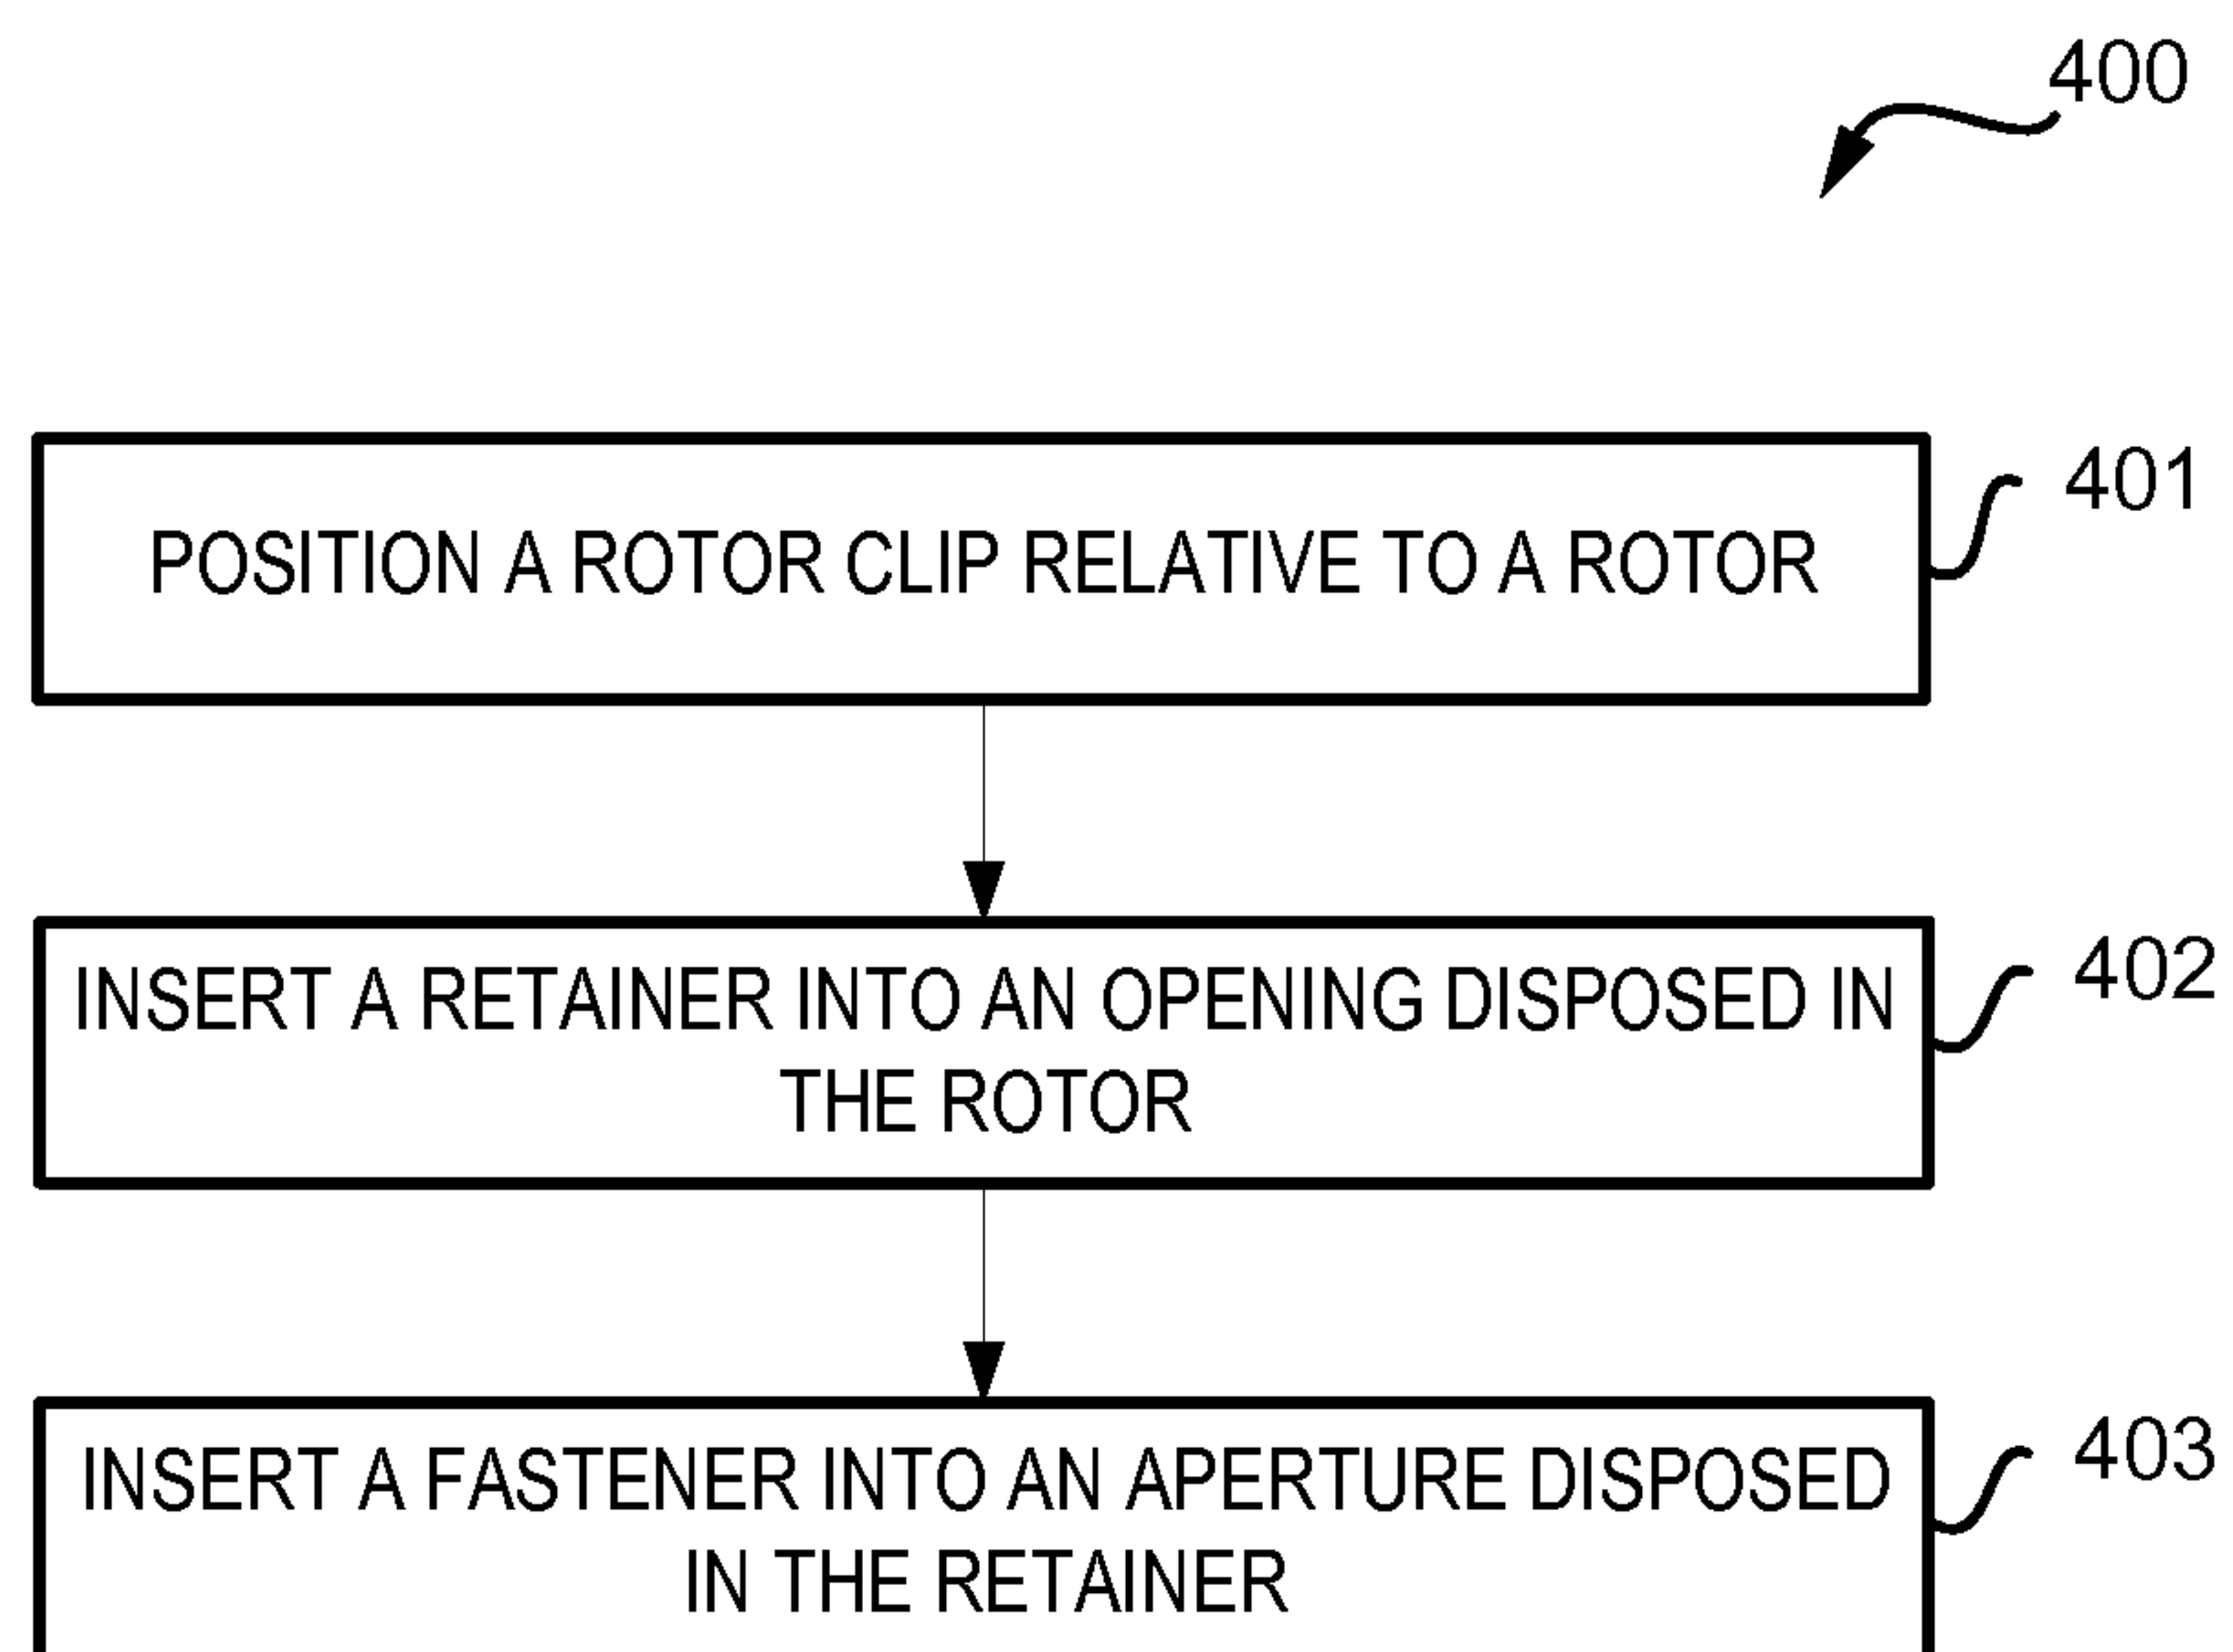 400
POSITION A ROTOR CLIP RELATIVE TO A ROTOR
401
INSERT A RETAINER INTO AN OPENING DISPOSED IN
THE ROTOR
402
INSERT A FASTENER INTO AN APERTURE DISPOSED
IN THE RETAINER
403